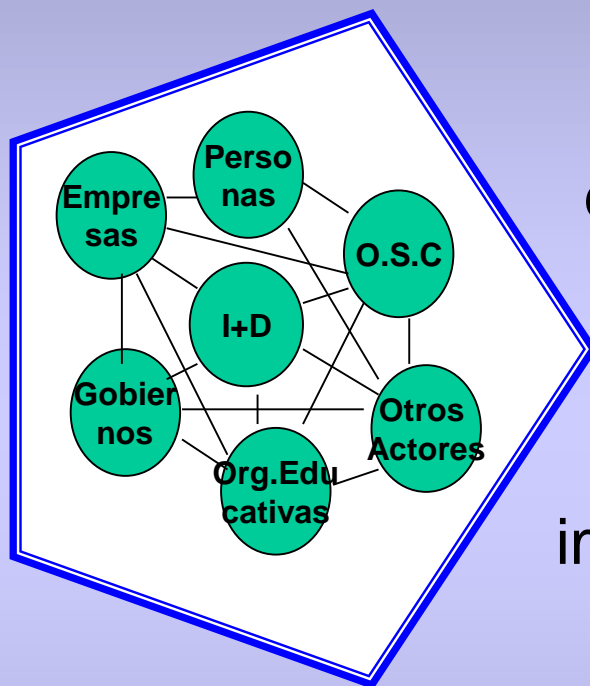 Perso
nas
Empre
sas
O.S.C
I+D
Gobier
nos
Otros
Actores
Org.Edu
cativas